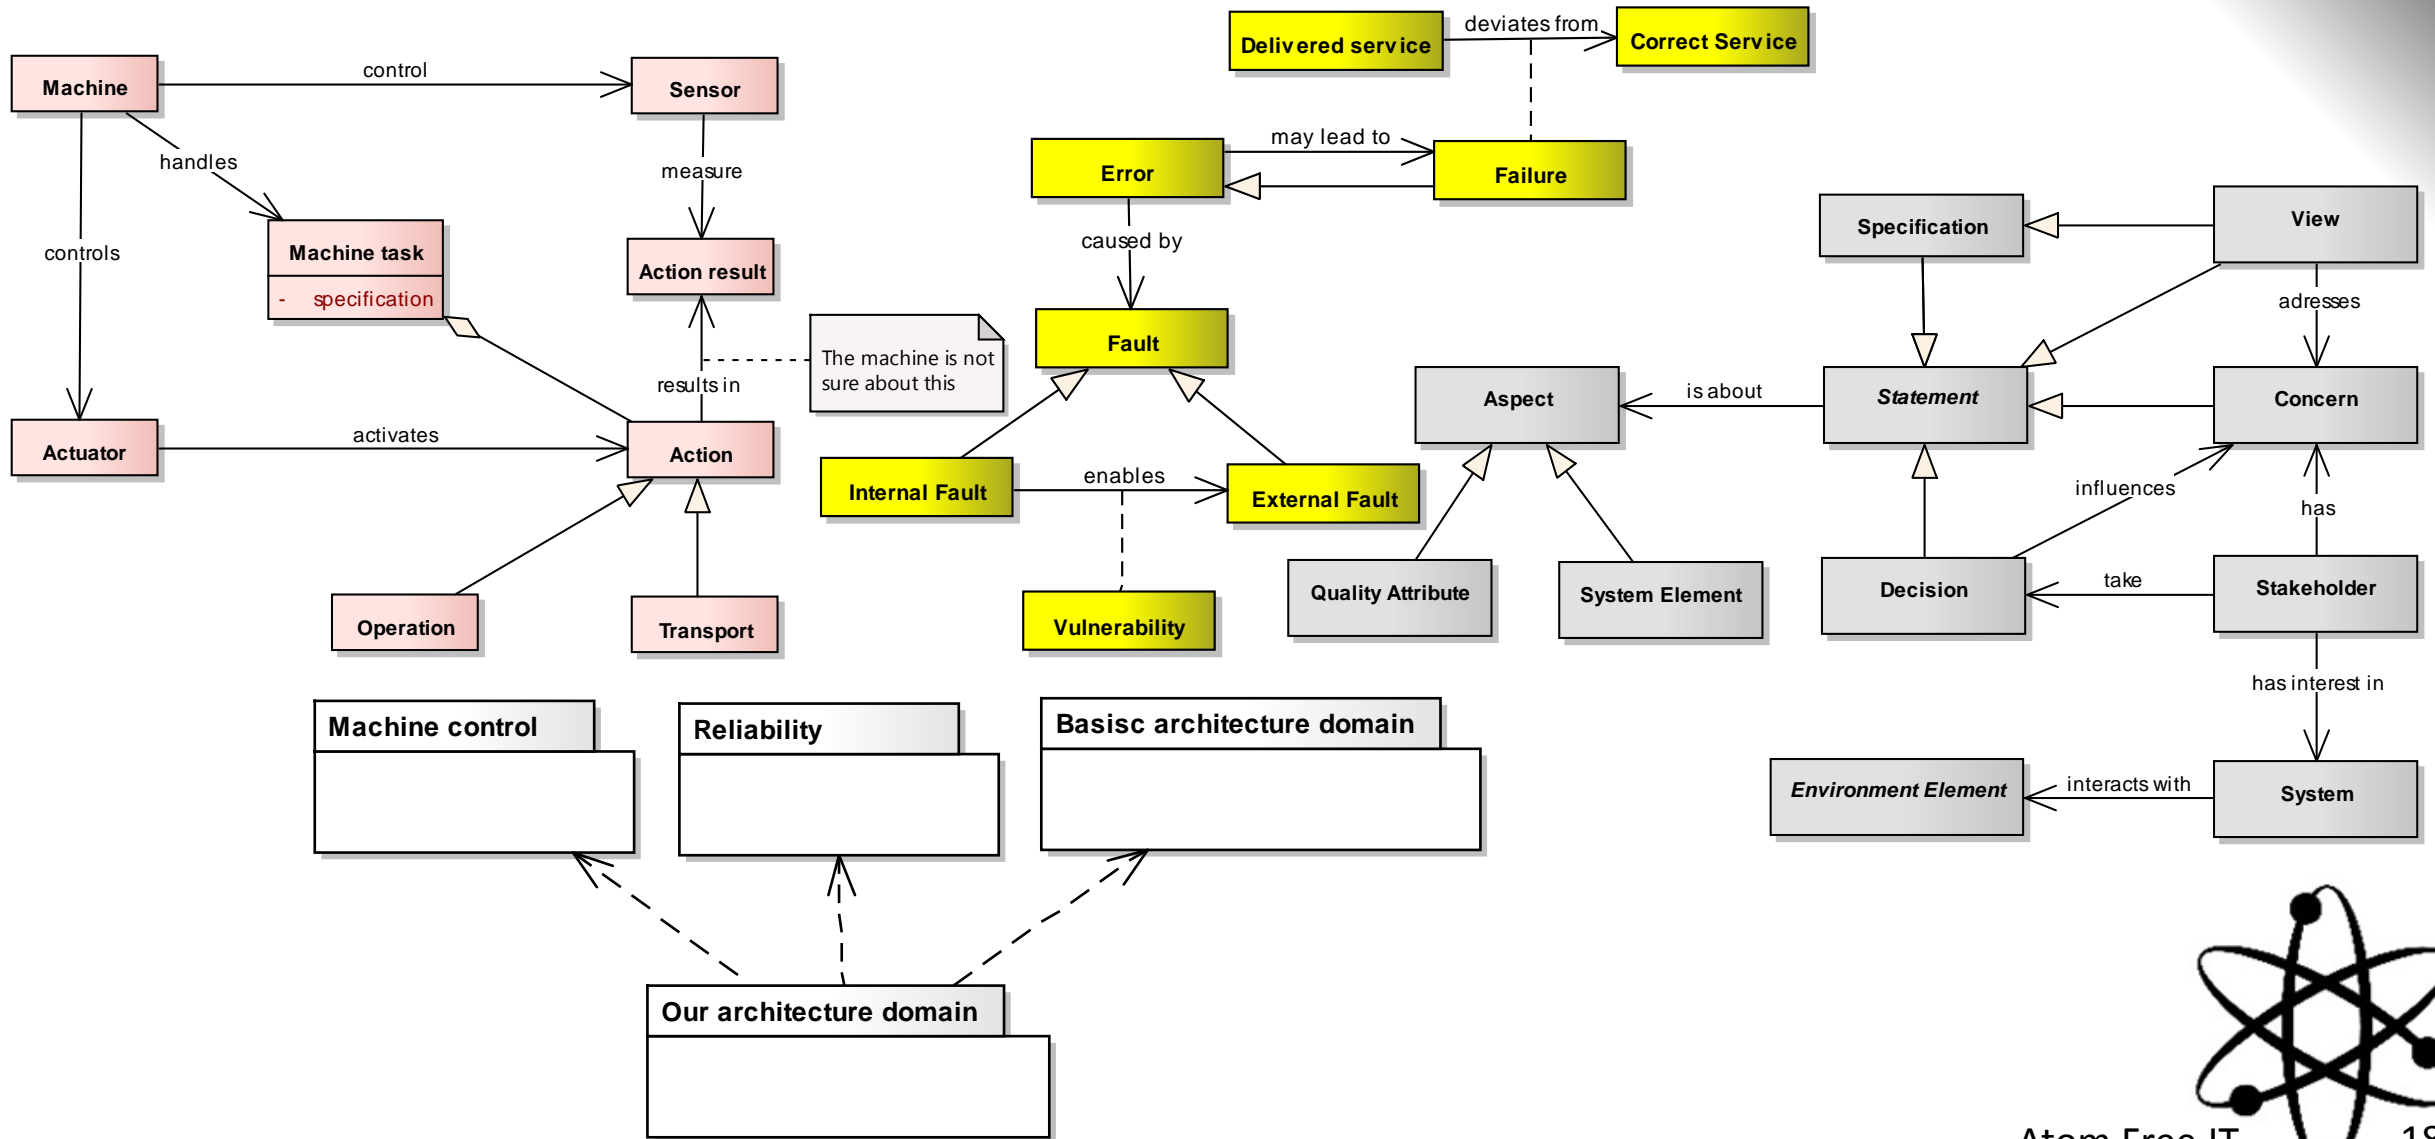 Delivered service
deviates from
Correct Service
Machine
control
Sensor
handles
measure
Error
may lead to
Failure
controls
Machine task
- specification
Action result
caused by
Specification
View
adresses
The machine is not
sure about this
Fault
results in
Aspect
is about
Statement
Concern
Actuator
activates
Action
Internal Fault
enables
External Fault
influences
has
Operation
Transport
Vulnerability
Quality Attribute
System Element
Decision
take
Stakeholder
has interest in
Machine control
Reliability
Basisc architecture domain
Environment Element
interacts with
System
Our architecture domain
Atom Free IT